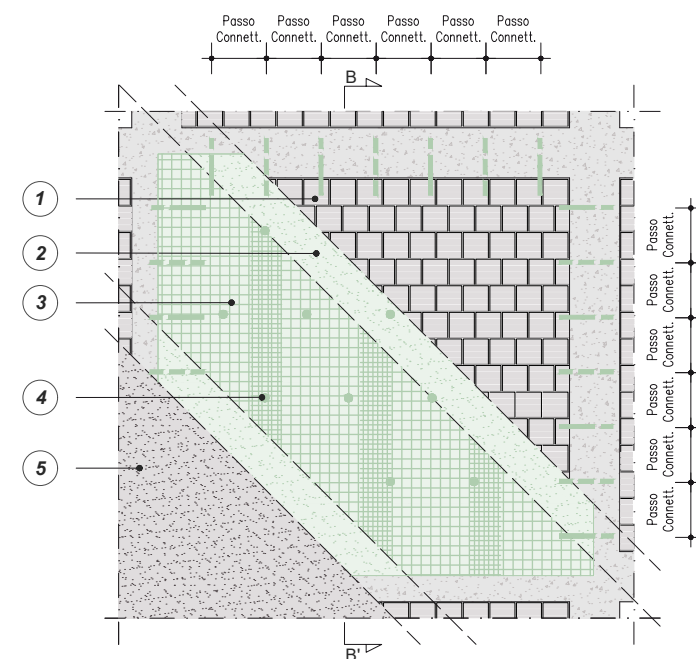 Passo Passo Passo Passo Passo Passo
Connett. Connett. Connett. Connett. Connett. Connett.
B
1
2
3
4
5
Passo
Connett.
Passo
Connett.
Passo
Connett.
Passo
Connett.
Passo
Connett.
Passo
Connett.
B'